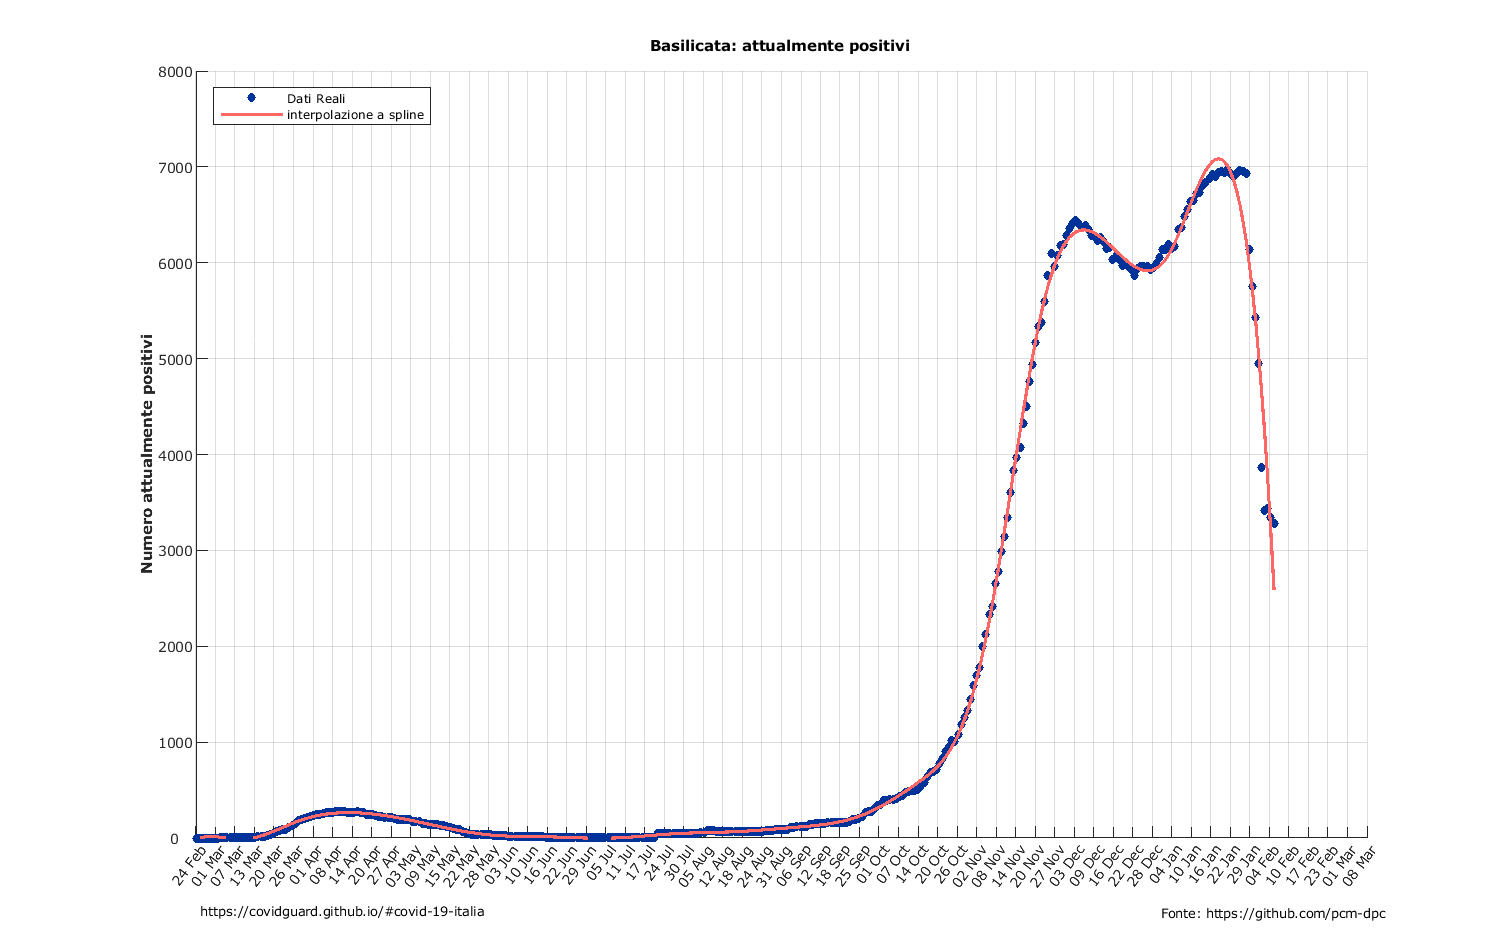 Basilicata: attualmente positivi
8000
7000
6000
5000
4000
3000
2000
1000
0
Numero attualmente positivi
Dati Reali
interpolazione a spline
24 Feb
01 Mar
07 Mar
13 Mar
20 Mar
26 Mar
01 Apr
08 Apr
14 Apr
20 Apr
27 Apr
03 May
09 May
15 May
22 May
28 May
03 Jun
10 Jun
16 Jun
22 Jun
29 Jun
05 Jul
11 Jul
17 Jul
24 Jul
30 Jul
05 Aug
12 Aug
18 Aug
24 Aug
31 Aug
06 Sep
12 Sep
18 Sep
25 Sep
01 Oct
07 Oct
14 Oct
20 Oct
26 Oct
02 Nov
08 Nov
14 Nov
20 Nov
27 Nov
03 Dec
09 Dec
16 Dec
22 Dec
28 Dec
04 Jan
10 Jan
16 Jan
22 Jan
29 Jan
04 Feb
10 Feb
17 Feb
23 Feb
01 Mar
08 Mar
https://covidguard.github.io/#covid-19-italia
Fonte: https://github.com/pcm-dpc